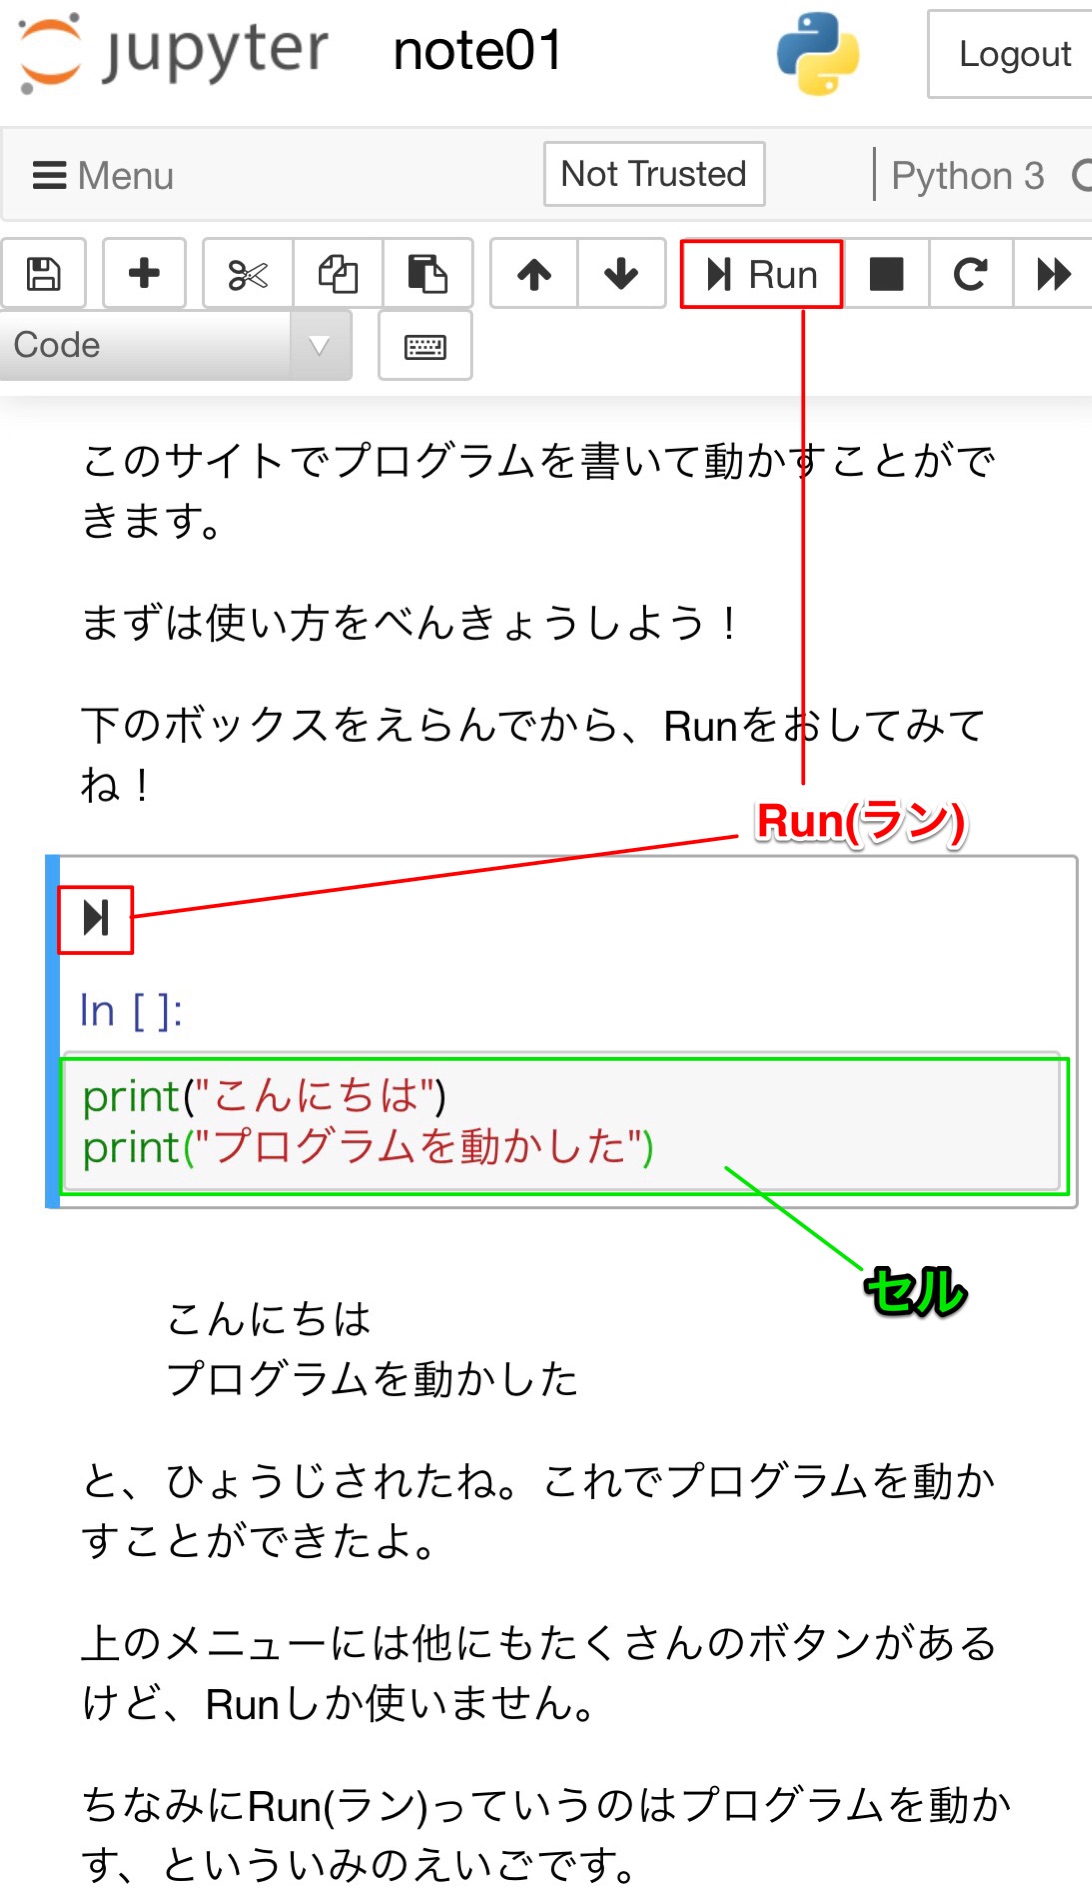 jupyter note01 Logout
Menu Not Trusted Python 3
Run
Code
このサイトでプログラムを書いて動かすことがで
きます。
まずは使い方をべんきょうしよう！
下のボックスをえらんでから、Runをおしてみて
ね！
Run(ラン)
In [ ]:
print("こんにちは")
print("プログラムを動かした")
セル
こんにちは
プログラムを動かした
と、ひょうじされたね。これでプログラムを動か
すことができたよ。
上のメニューには他にもたくさんのボタンがある
けど、Runしか使いません。
ちなみにRun(ラン)っていうのはプログラムを動か
す、といういみのえいごです。